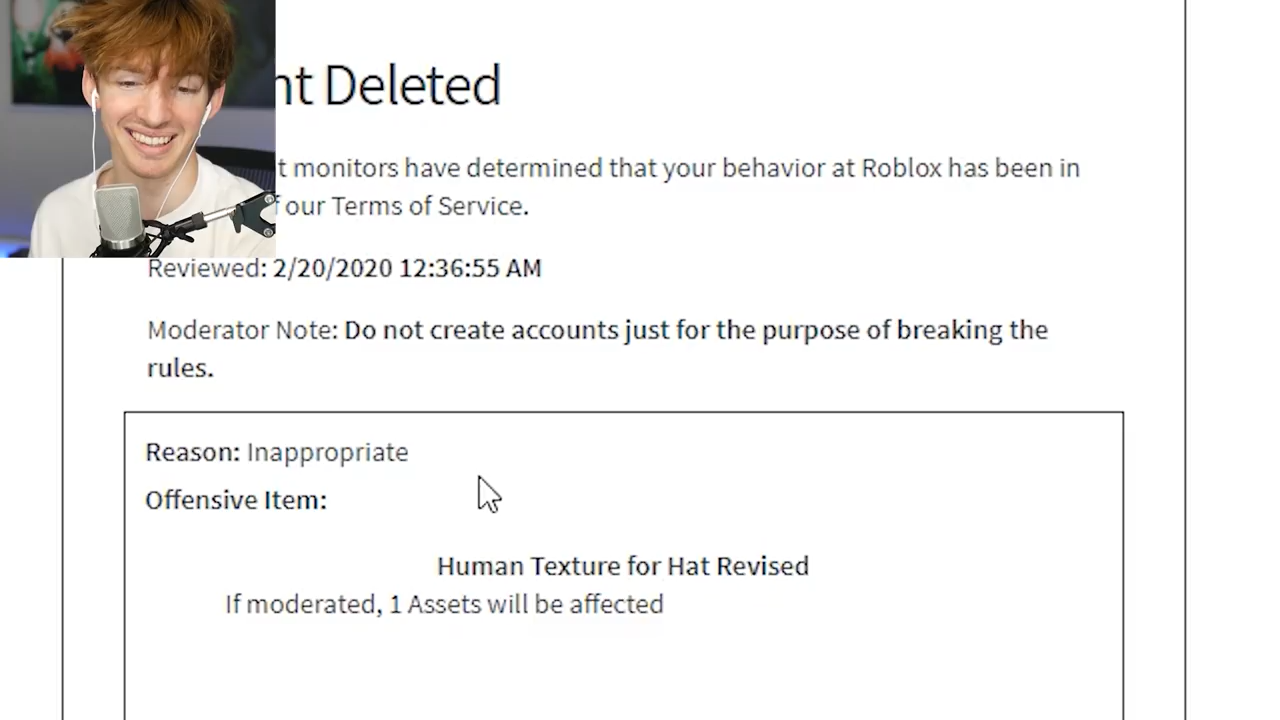 nt Deleted
t monitors have determined that your behavior at Roblox has been in
f our Terms of Service.
Reviewed: 2/20/2020 12:36:55 AM
Moderator Note: Do not create accounts just for the purpose of breaking the
rules.
Reason: Inappropriate
Offensive Item:
Human Texture for Hat Revised
If moderated, 1 Assets will be affected